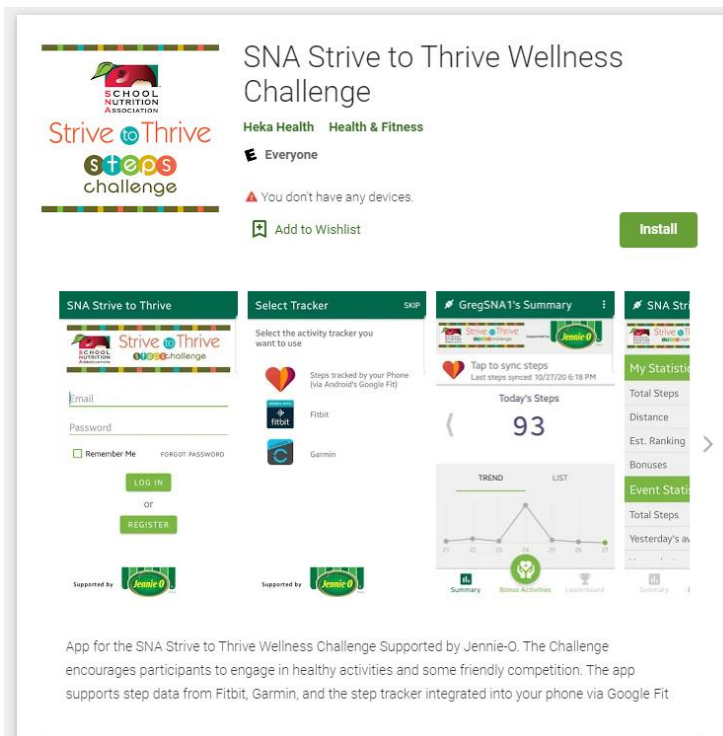 SNA Strive to Thrive Wellness
Challenge
Heka Health Health & Fitness
E Everyone
You don't have any devices.
Add to Wishlist
Install
SCHOOL
NUTRITION
ASSOCIATION
Strive to Thrive
steps
challenge
SNA Strive to Thrive
SCHOOL
NUTRITION
ASSOCIATION
Strive to Thrive
steps challenge
Email
Password
Remember Me FORGOT PASSWORD
LOG IN
or
REGISTER
Supported by Jennie-O
Select Tracker SKIP
Select the activity tracker you
want to use
Steps tracked by your Phone
(via Android's Google Fit)
fitbit
Fitbit
Garmin
Supported by Jennie-O
GregSNA1's Summary
Strive to Thrive
Supported by Jennie-O
Tap to sync steps
Last steps synced 10/27/20 6:18 PM
Today's Steps
93
TREND LIST
21 22 23 24 25 26 27
Summary Bonus Activities Leaderboard
SNA Stri
My Statistic
Total Steps
Distance
Est. Ranking
Bonuses
Event Statis
Total Steps
Yesterday's av
Summary
App for the SNA Strive to Thrive Wellness Challenge Supported by Jennie-O. The Challenge
encourages participants to engage in healthy activities and some friendly competition. The app
supports step data from Fitbit, Garmin, and the step tracker integrated into your phone via Google Fit